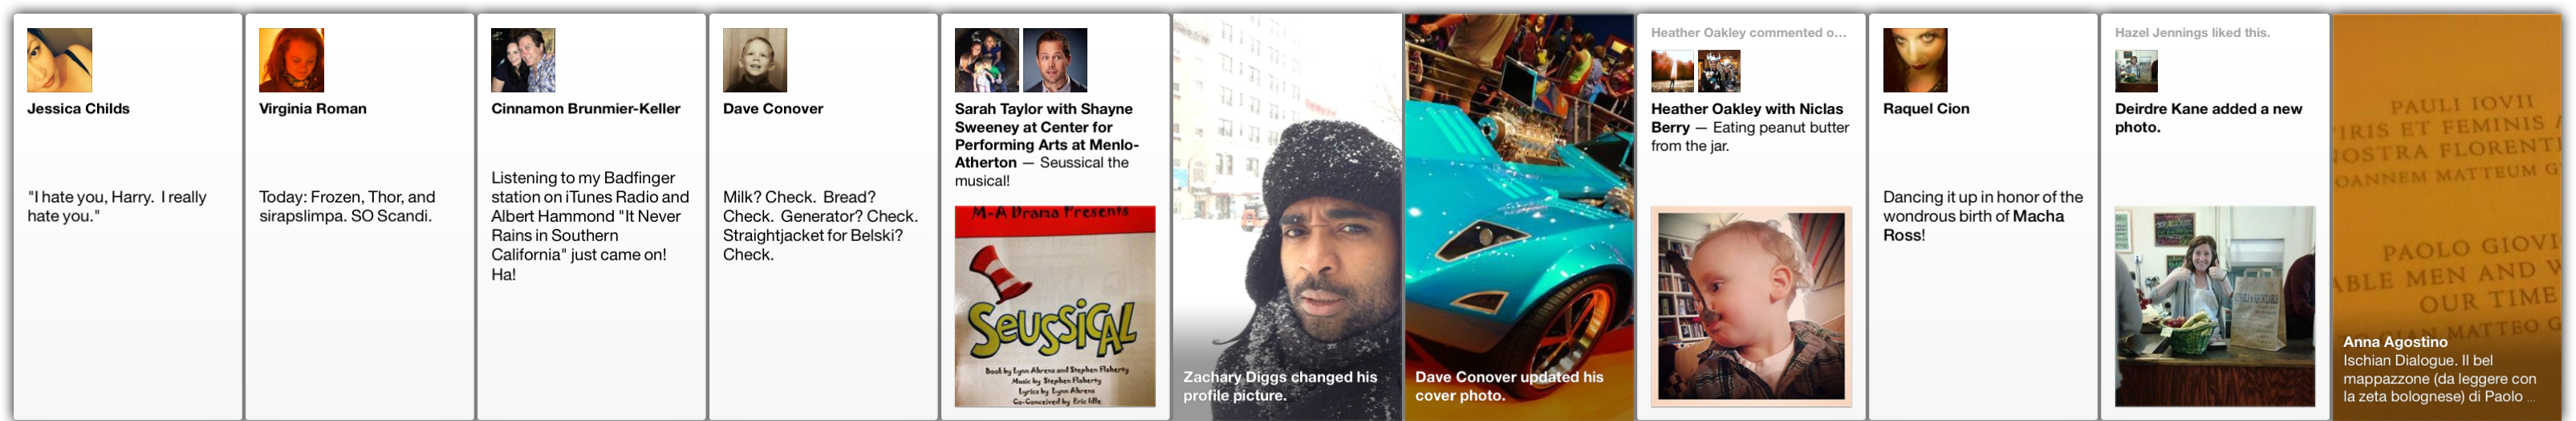 Jessica Childs
"I hate you, Harry.  I really
hate you."
Virginia Roman
Today: Frozen, Thor, and
sirapslimpa. SO Scandi.
Cinnamon Brunmier-Keller
Listening to my Badfinger
station on iTunes Radio and
Albert Hammond "It Never
Rains in Southern
California" just came on!
Ha!
Dave Conover
Milk? Check.  Bread?
Check.  Generator? Check.
Straightjacket for Belski?
Check.
Sarah Taylor with Shayne
Sweeney at Center for
Performing Arts at Menlo-
Atherton — Seussical the
musical!
M-A Drama Presents
SEUSSICAL
Book by Lynn Ahrens and Stephen Flaherty
Music by Stephen Flaherty
Lyrics by Lynn Ahrens
Co-Conceived by Eric Idle
Zachary Diggs changed his
profile picture.
Dave Conover updated his
cover photo.
Heather Oakley commented o...
Heather Oakley with Niclas
Berry — Eating peanut butter
from the jar.
Raquel Cion
Dancing it up in honor of the
wondrous birth of Macha
Ross!
Hazel Jennings liked this.
Deirdre Kane added a new
photo.
PAULI IOVII
VIRIS ET FEMINIS A
NOSTRA FLORENTI
OANNEM MATTEUM G
PAOLO GIOVI
ABLE MEN AND W
OUR TIME
GIAN MATTEO G
Anna Agostino
Ischian Dialogue. Il bel
mappazzone (da leggere con
la zeta bolognese) di Paolo ...